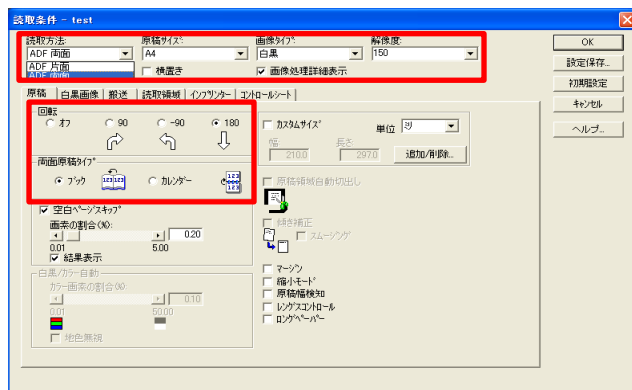 読取条件 - test
読取方法: 原稿サイズ: 画像タイプ: 解像度:
ADF 両面 A4 白黒 150
ADF 片面
ADF 両面
横置き 画像処理詳細表示
OK
設定保存...
初期設定
キャンセル
ヘルプ...
原稿 白黒画像 搬送 読取領域 インプリンター コントロールシート
回転
オフ 90 -90 180
両面原稿タイプ
ブック カレンダー
123 123
123
123
空白ページスキップ
画素の割合(%):
0.20
0.01 5.00
結果表示
白黒/カラー自動
カラー画素の割合(%)
0.10
0.01 50.00
地色無視
カスタムサイズ 単位 ミリ
幅 長さ
210.0 297.0 追加/削除...
原稿領域自動切出し
傾き補正
スムージング
マージン
縮小モード
原稿幅検知
レングスコントロール
ロングペーパー